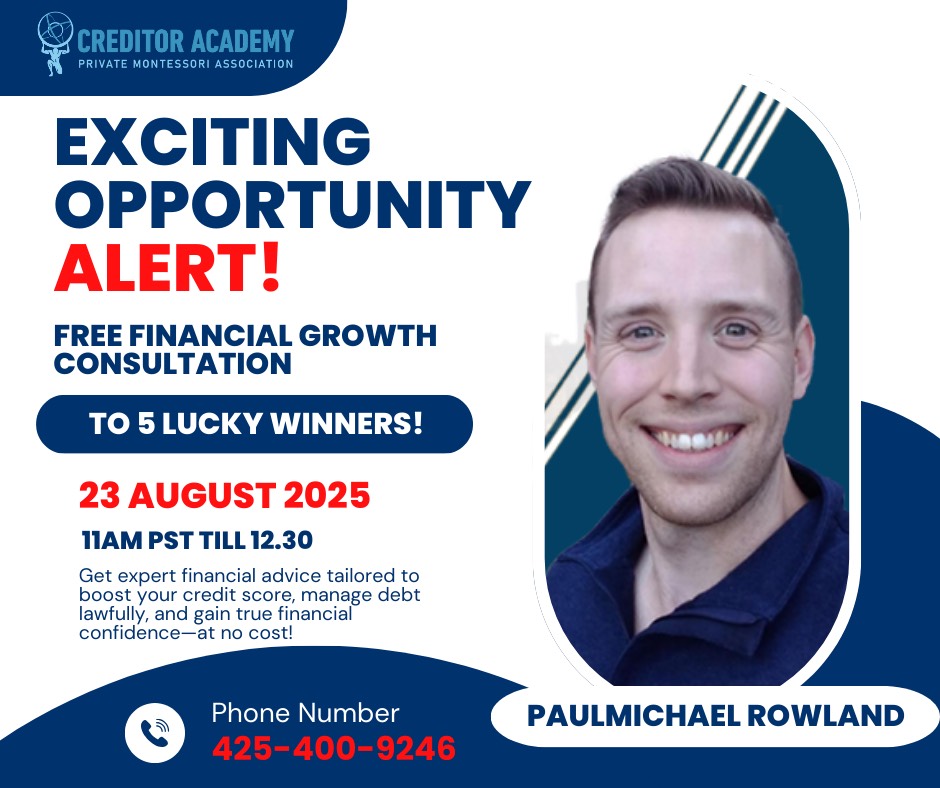 CREDITOR ACADEMY
PRIVATE MONTESSORI ASSOCIATION
EXCITING
OPPORTUNITY
ALERT!
FREE FINANCIAL GROWTH
CONSULTATION
TO 5 LUCKY WINNERS!
23 AUGUST 2025
11AM PST TILL 12.30
Get expert financial advice tailored to
boost your credit score, manage debt
lawfully, and gain true financial
confidence—at no cost!
Phone Number
425-400-9246
PAULMICHAEL ROWLAND